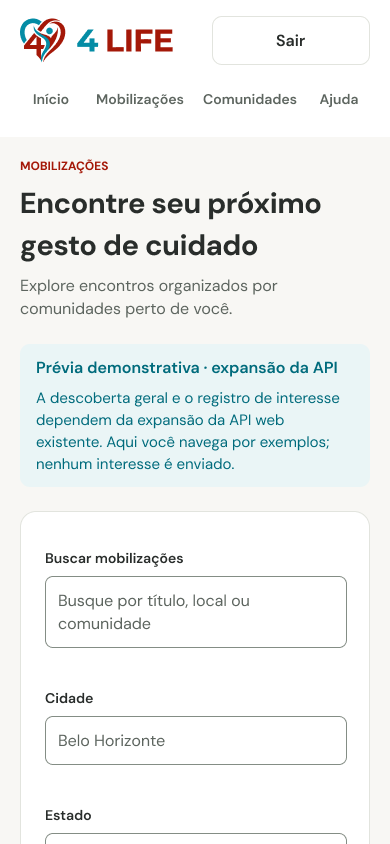 4 LIFE
Sair
Início Mobilizações Comunidades Ajuda
MOBILIZAÇÕES
Encontre seu próximo
gesto de cuidado
Explore encontros organizados por
comunidades perto de você.
Prévia demonstrativa · expansão da API
A descoberta geral e o registro de interesse
dependem da expansão da API web
existente. Aqui você navega por exemplos;
nenhum interesse é enviado.
Buscar mobilizações
Busque por título, local ou
comunidade
Cidade
Belo Horizonte
Estado